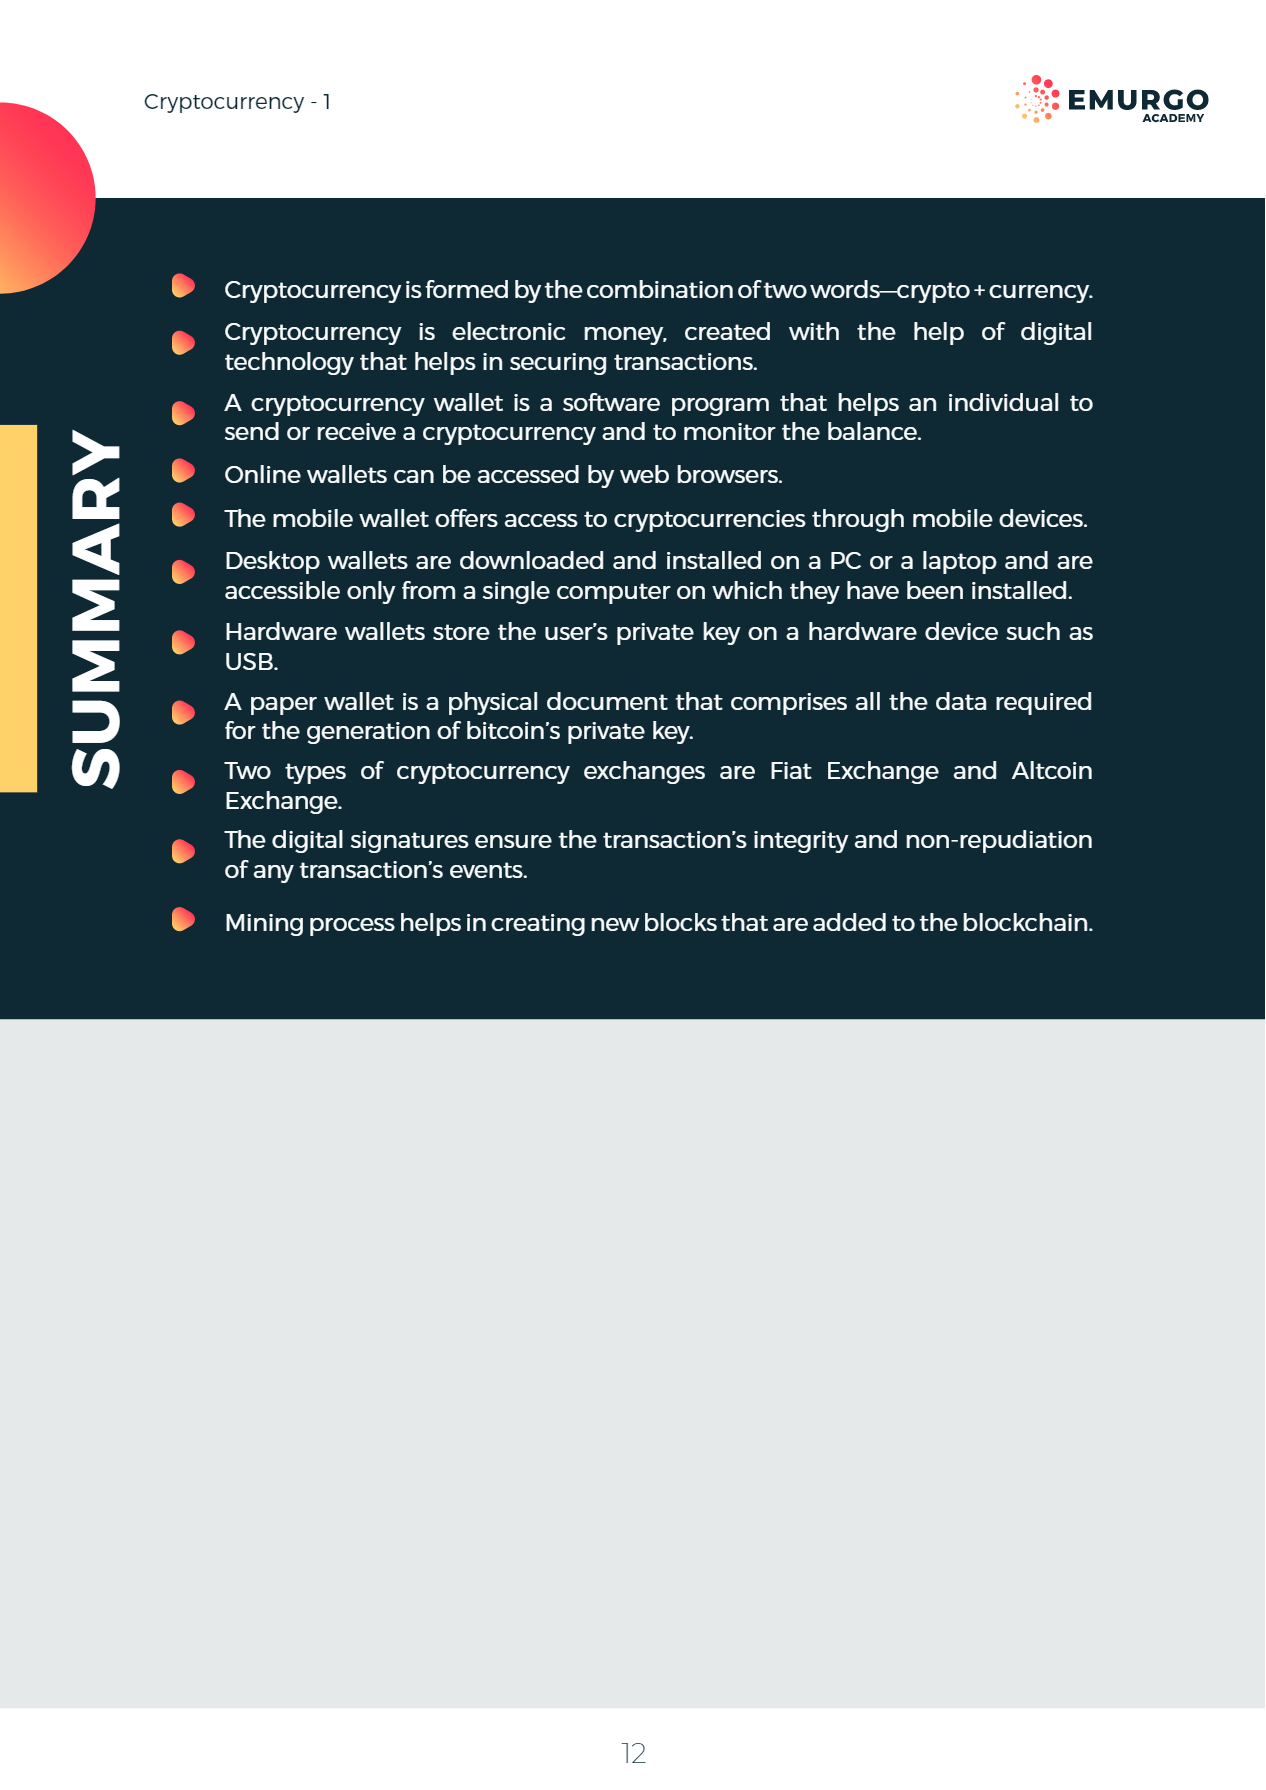 Cryptocurrency - 1
EMURGO
ACADEMY
SUMMARY
Cryptocurrency is formed by the combination of two words—crypto + currency.
Cryptocurrency is electronic money, created with the help of digital
technology that helps in securing transactions.
A cryptocurrency wallet is a software program that helps an individual to
send or receive a cryptocurrency and to monitor the balance.
Online wallets can be accessed by web browsers.
The mobile wallet offers access to cryptocurrencies through mobile devices.
Desktop wallets are downloaded and installed on a PC or a laptop and are
accessible only from a single computer on which they have been installed.
Hardware wallets store the user’s private key on a hardware device such as
USB.
A paper wallet is a physical document that comprises all the data required
for the generation of bitcoin’s private key.
Two types of cryptocurrency exchanges are Fiat Exchange and Altcoin
Exchange.
The digital signatures ensure the transaction’s integrity and non-repudiation
of any transaction’s events.
Mining process helps in creating new blocks that are added to the blockchain.
12